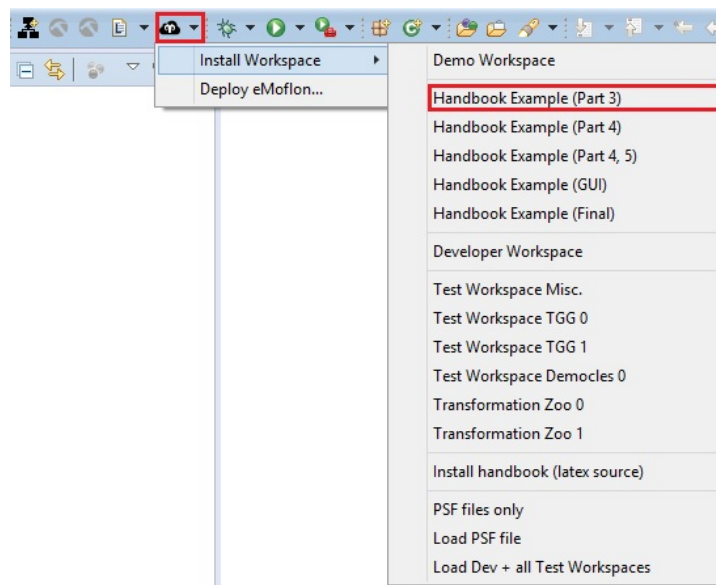 Install Workspace
Deploy eMoflon...
Demo Workspace
Handbook Example (Part 3)
Handbook Example (Part 4)
Handbook Example (Part 4, 5)
Handbook Example (GUI)
Handbook Example (Final)
Developer Workspace
Test Workspace Misc.
Test Workspace TGG 0
Test Workspace TGG 1
Test Workspace Democles 0
Transformation Zoo 0
Transformation Zoo 1
Install handbook (latex source)
PSF files only
Load PSF file
Load Dev + all Test Workspaces